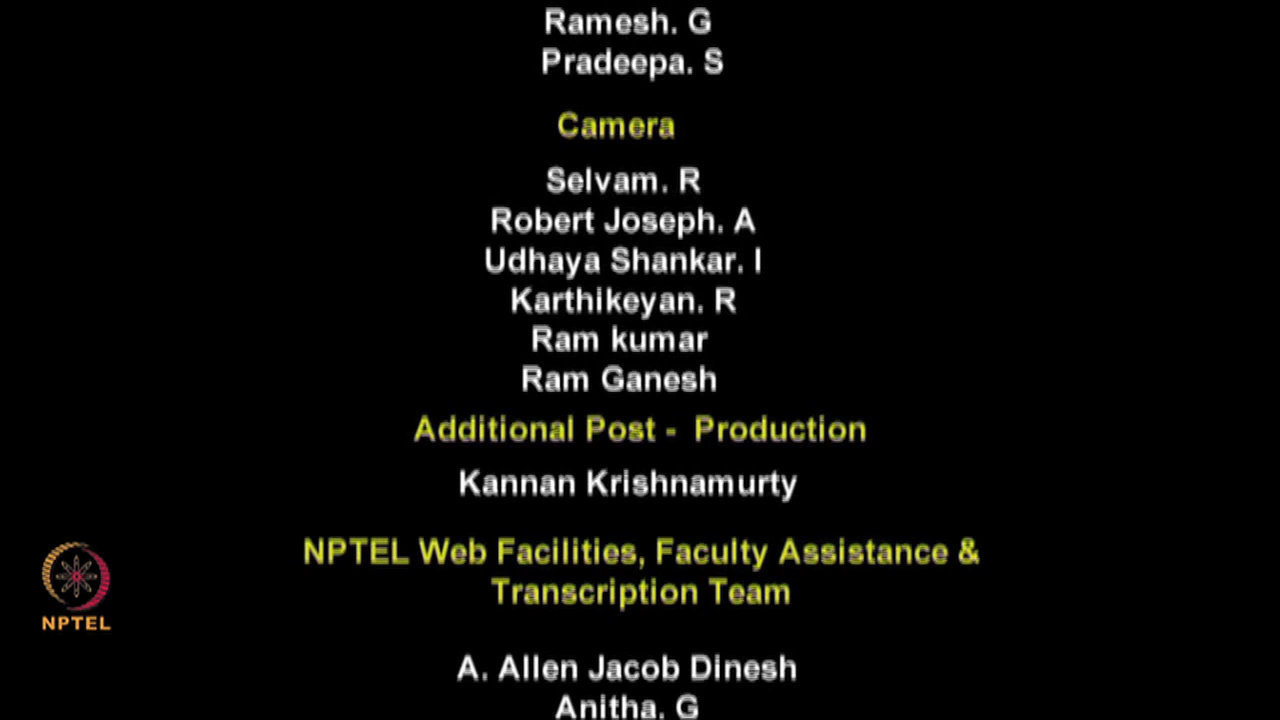 Ramesh. G
Pradeepa. S
Camera
Selvam. R
Robert Joseph. A
Udhaya Shankar. I
Karthikeyan. R
Ram kumar
Ram Ganesh
Additional Post - Production
Kannan Krishnamurty
NPTEL Web Facilities, Faculty Assistance &
Transcription Team
NPTEL
A. Allen Jacob Dinesh
Anitha. G